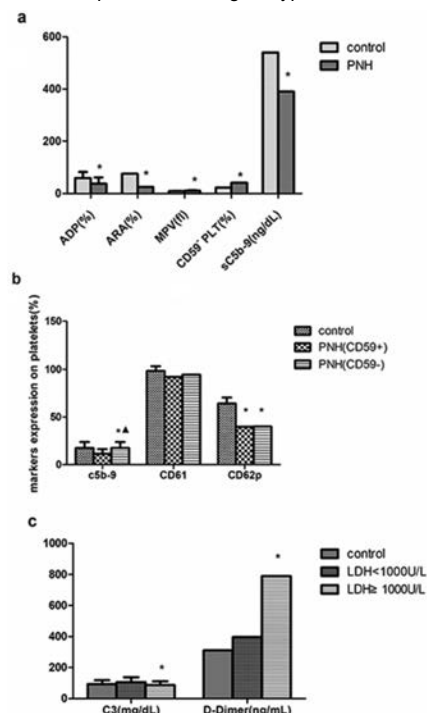 a
600
400
200
0
control
PNH
*
*
*
*
*
ADP(%)
ARA(%)
MPV(fl)
CD59⁻ PLT(%)
sC5b-9(ng/dL)
b
markers expression on platelets(%)
150
100
50
0
control
PNH(CD59+)
PNH(CD59-)
*▲
*
*
c5b-9
CD61
CD62p
c
1000
800
600
400
200
0
control
LDH<1000U/L
LDH≥ 1000U/L
*
*
C3(mg/dL)
D-Dimer(ng/mL)